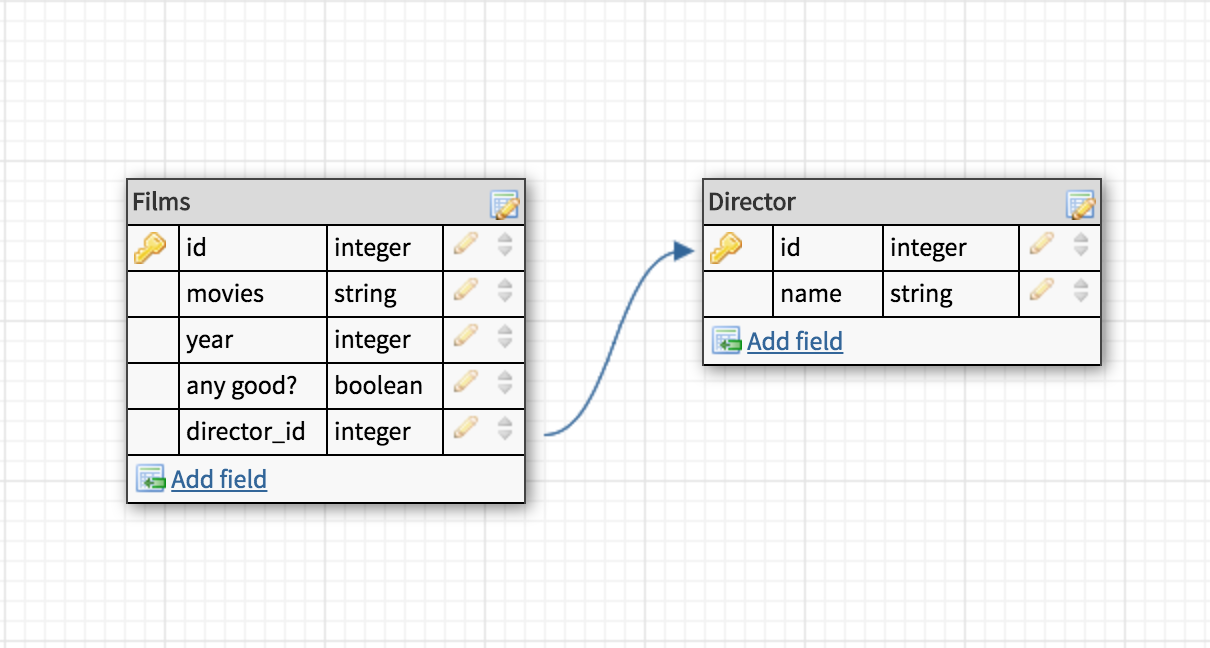 Films
id integer
movies string
year integer
any good? boolean
director_id integer
Add field
Director
id integer
name string
Add field